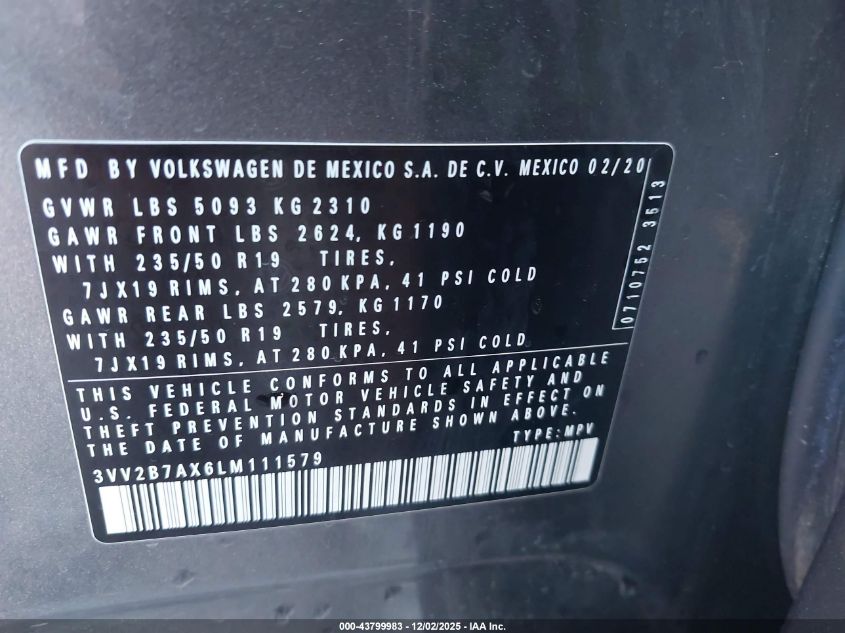 MFD BY VOLKSWAGEN DE MEXICO S.A. DE C.V. MEXICO 02/20
GVWR LBS 5093 KG 2310
GAWR FRONT LBS 2624, KG 1190
WITH 235/50 R19 TIRES,
7JX19 RIMS, AT 280 KPA, 41 PSI COLD
GAWR REAR LBS 2579, KG 1170
WITH 235/50 R19 TIRES,
7JX19 RIMS, AT 280 KPA, 41 PSI COLD
0710752 3513
THIS VEHICLE CONFORMS TO ALL APPLICABLE
U.S. FEDERAL MOTOR VEHICLE SAFETY AND
THEFT PREVENTION STANDARDS IN EFFECT ON
THE DATE OF MANUFACTURE SHOWN ABOVE.
TYPE: MPV
3VV2B7AX6LM111579
000-43799983 - 12/02/2025 - IAA Inc.